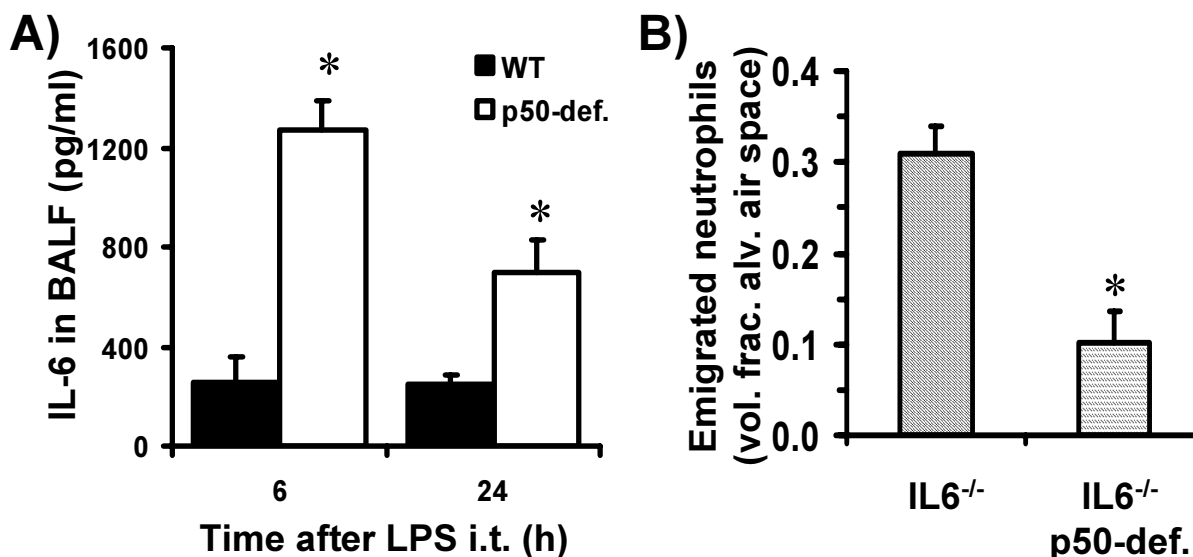 A)
IL-6 in BALF (pg/ml)
1600
1200
800
400
0
*
*
WT
p50-def.
6
24
Time after LPS i.t. (h)
B)
Emigrated neutrophils
(vol. frac. alv. air space)
0.4
0.3
0.2
0.1
0.0
*
IL6-/-
IL6-/-
p50-def.